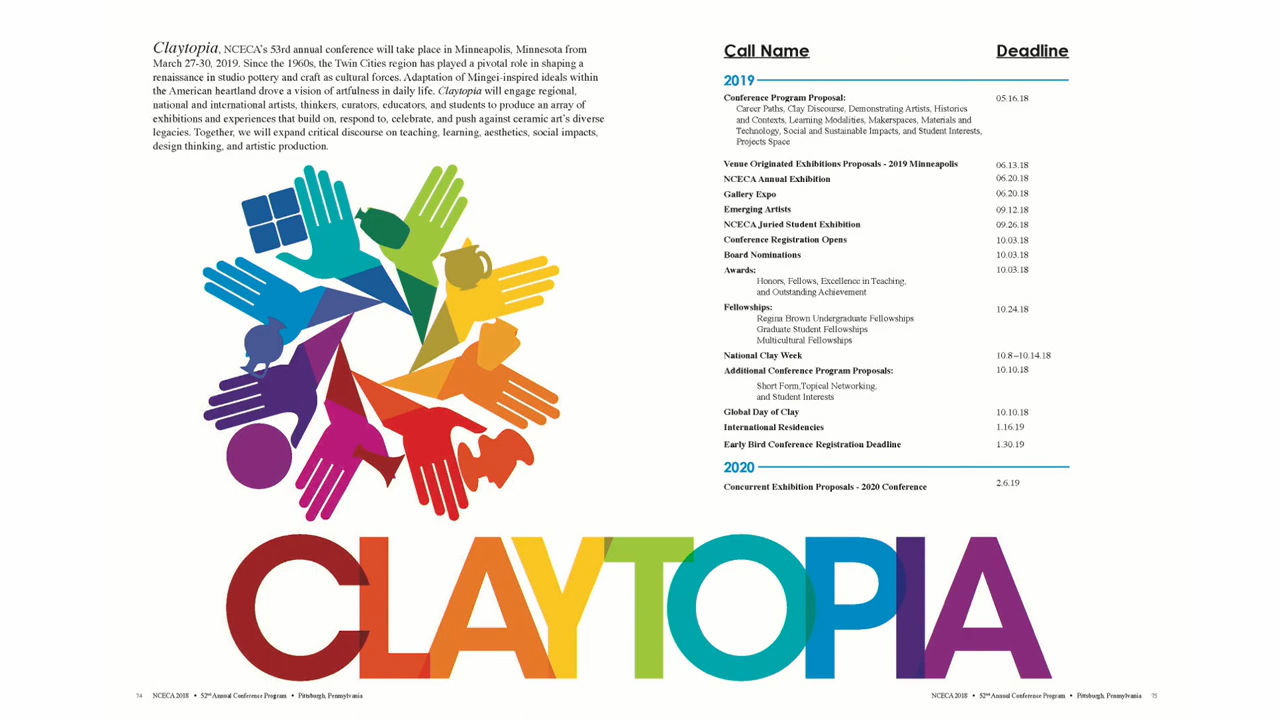 Claytopia, NCECA's 53rd annual conference will take place in Minneapolis, Minnesota from
March 27-30, 2019. Since the 1960s, the Twin Cities region has played a pivotal role in shaping a
renaissance in studio pottery and craft as cultural forces. Adaptation of Mingei-inspired ideals within
the American heartland drove a vision of artfulness in daily life. Claytopia will engage regional,
national and international artists, thinkers, curators, educators, and students to produce an array of
exhibitions and experiences that build on, respond to, celebrate, and push against ceramic art's diverse
legacies. Together, we will expand critical discourse on teaching, learning, aesthetics, social impacts,
design thinking, and artistic production.
CLAYTOPIA
74 NCECA 2018 • 52nd Annual Conference Program • Pittsburgh, Pennsylvania
Call Name Deadline
2019
Conference Program Proposal: 05.16.18
Career Paths, Clay Discourse, Demonstrating Artists, Historics
and Contexts, Learning Modalities, Makerspaces, Materials and
Technology, Social and Sustainable Impacts, and Student Interests,
Projects Space
Venue Originated Exhibitions Proposals - 2019 Minneapolis 06.13.18
NCECA Annual Exhibition 06.20.18
Gallery Expo 06.20.18
Emerging Artists 09.12.18
NCECA Juried Student Exhibition 09.26.18
Conference Registration Opens 10.03.18
Board Nominations 10.03.18
Awards: 10.03.18
Honors, Fellows, Excellence in Teaching,
and Outstanding Achievement
Fellowships: 10.24.18
Regina Brown Undergraduate Fellowships
Graduate Student Fellowships
Multicultural Fellowships
National Clay Week 10.8–10.14.18
Additional Conference Program Proposals: 10.10.18
Short Form,Topical Networking,
and Student Interests
Global Day of Clay 10.10.18
International Residencies 1.16.19
Early Bird Conference Registration Deadline 1.30.19
2020
Concurrent Exhibition Proposals - 2020 Conference 2.6.19
NCECA 2018 • 52nd Annual Conference Program • Pittsburgh, Pennsylvania 75